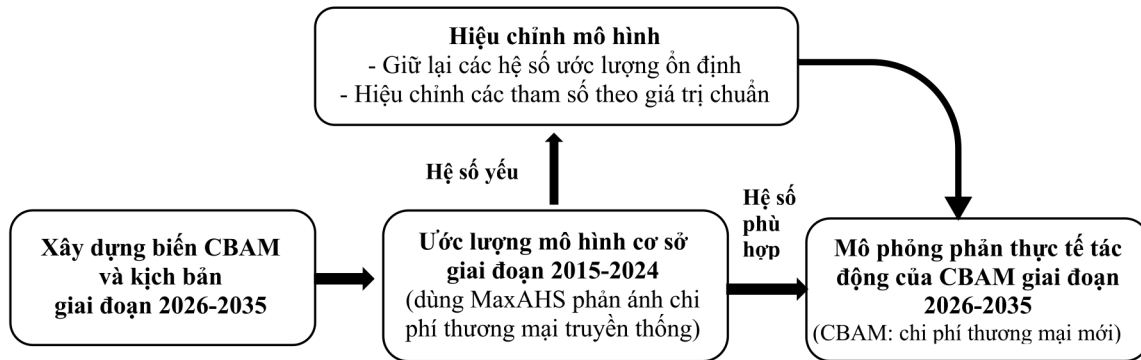 Hiệu chỉnh mô hình
- Giữ lại các hệ số ước lượng ổn định
- Hiệu chỉnh các tham số theo giá trị chuẩn
Hệ số yếu
Hệ số
phù
hợp
Xây dựng biến CBAM
và kịch bản
giai đoạn 2026-2035
Ước lượng mô hình cơ sở
giai đoạn 2015-2024
(dùng MaxAHS phản ánh chi
phí thương mại truyền thống)
Mô phỏng phản thực tế tác
động của CBAM giai đoạn
2026-2035
(CBAM: chi phí thương mại mới)